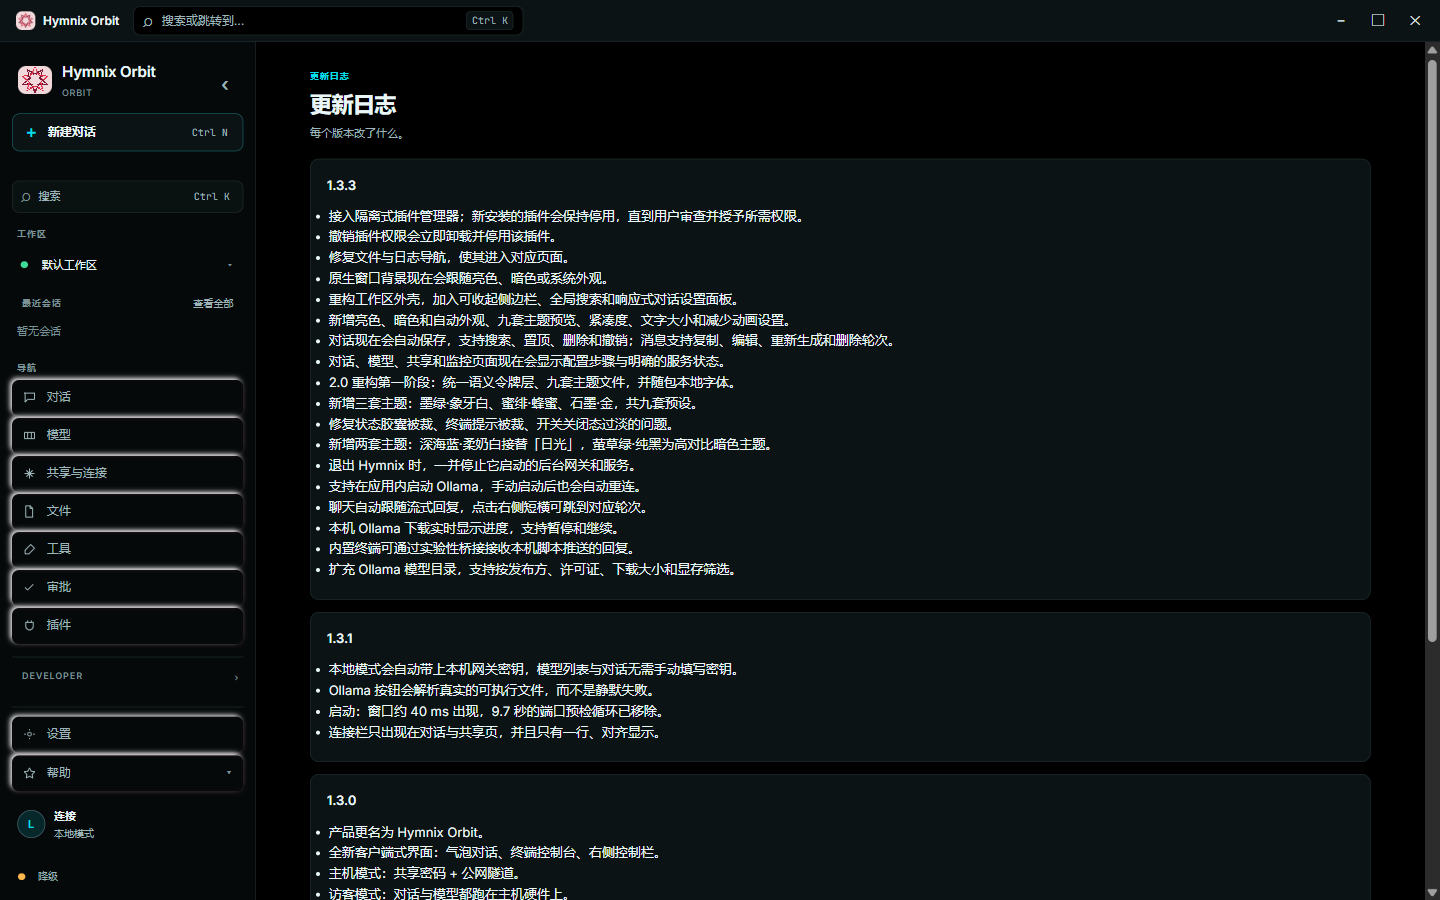 Hymnix Orbit
搜索或跳转到...
Ctrl K
Hymnix Orbit
ORBIT
新建对话
Ctrl N
搜索
Ctrl K
工作区
默认工作区
最近会话
查看全部
暂无会话
导航
对话
模型
共享与连接
文件
工具
审批
插件
DEVELOPER
设置
帮助
L
连接
本地模式
降级
更新日志
更新日志
每个版本改了什么。
1.3.3
接入隔离式插件管理器；新安装的插件会保持停用，直到用户审查并授予所需权限。
撤销插件权限会立即卸载并停用该插件。
修复文件与日志导航，使其进入对应页面。
原生窗口背景现在会跟随亮色、暗色或系统外观。
重构工作区外壳，加入可收起侧边栏、全局搜索和响应式对话设置面板。
新增亮色、暗色和自动外观、九套主题预览、紧凑度、文字大小和减少动画设置。
对话现在会自动保存，支持搜索、置顶、删除和撤销；消息支持复制、编辑、重新生成和删除轮次。
对话、模型、共享和监控页面现在会显示配置步骤与明确的服务状态。
2.0 重构第一阶段：统一语义令牌层、九套主题文件，并随包本地字体。
新增三套主题：墨绿·象牙白、蜜绯·蜂蜜、石墨·金，共九套预设。
修复状态胶囊被裁、终端提示被裁、开关关闭态过淡的问题。
新增两套主题：深海蓝·柔奶白接替「日光」，萤草绿·纯黑为高对比暗色主题。
退出 Hymnix 时，一并停止它启动的后台网关和服务。
支持在应用内启动 Ollama，手动启动后也会自动重连。
聊天自动跟随流式回复，点击右侧短横可跳到对应轮次。
本机 Ollama 下载实时显示进度，支持暂停和继续。
内置终端可通过实验性桥接接收本机脚本推送的回复。
扩充 Ollama 模型目录，支持按发布方、许可证、下载大小和显存筛选。
1.3.1
本地模式会自动带上本机网关密钥，模型列表与对话无需手动填写密钥。
Ollama 按钮会解析真实的可执行文件，而不是静默失败。
启动：窗口约 40 ms 出现，9.7 秒的端口预检循环已移除。
连接栏只出现在对话与共享页，并且只有一行、对齐显示。
1.3.0
产品更名为 Hymnix Orbit。
全新客户端式界面：气泡对话、终端控制台、右侧控制栏。
主机模式：共享密码 + 公网隧道。
访客模式：对话与模型都跑在主机硬件上。